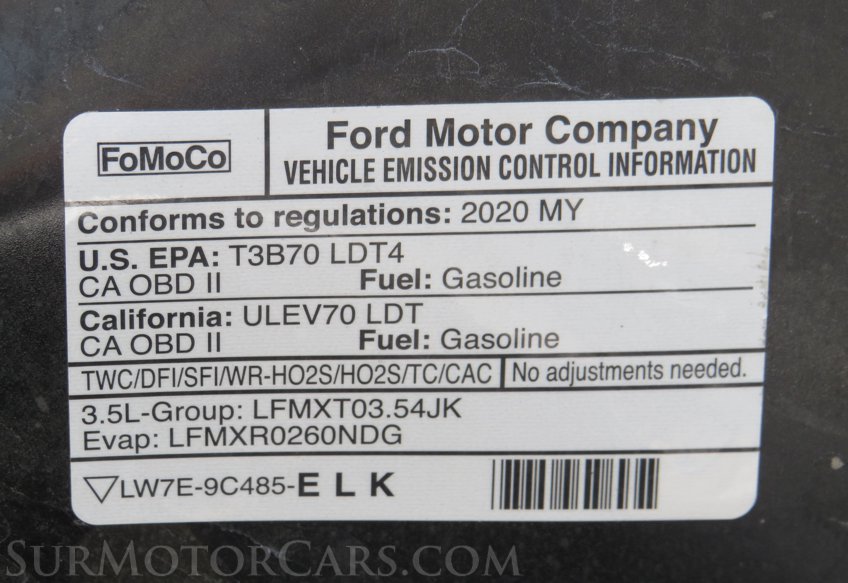 FoMoCo
Ford Motor Company
VEHICLE EMISSION CONTROL INFORMATION
Conforms to regulations: 2020 MY
U.S. EPA: T3B70 LDT4
CA OBD II Fuel: Gasoline
California: ULEV70 LDT
CA OBD II Fuel: Gasoline
TWC/DFI/SFI/WR-HO2S/HO2S/TC/CAC No adjustments needed.
3.5L-Group: LFMXT03.54JK
Evap: LFMXR0260NDG
LW7E-9C485-E L K
SURMOTORCARS.COM